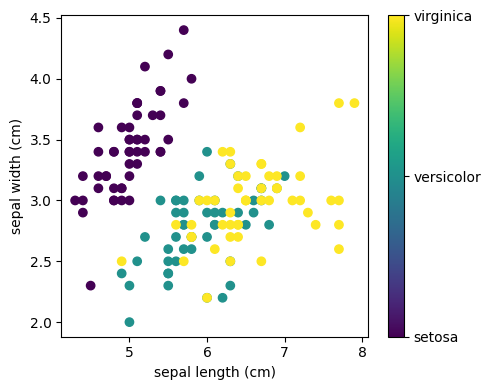 4.5
4.0
3.5
3.0
2.5
2.0
sepal width (cm)
5
6
7
8
sepal length (cm)
virginica
versicolor
setosa